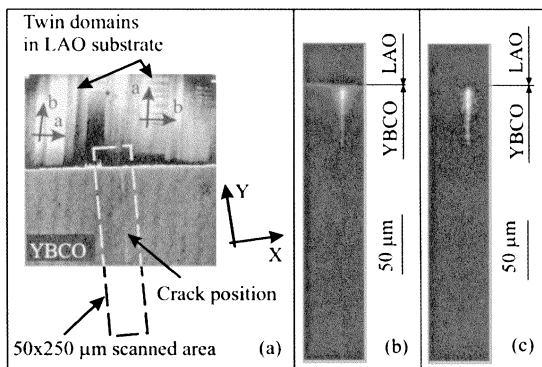 Twin domains
in LAO substrate
b
a
a
b
YBCO
Y
X
Crack position
50x250 μm scanned area
(a)
LAO
YBCO
50 μm
(b)
LAO
YBCO
50 μm
(c)